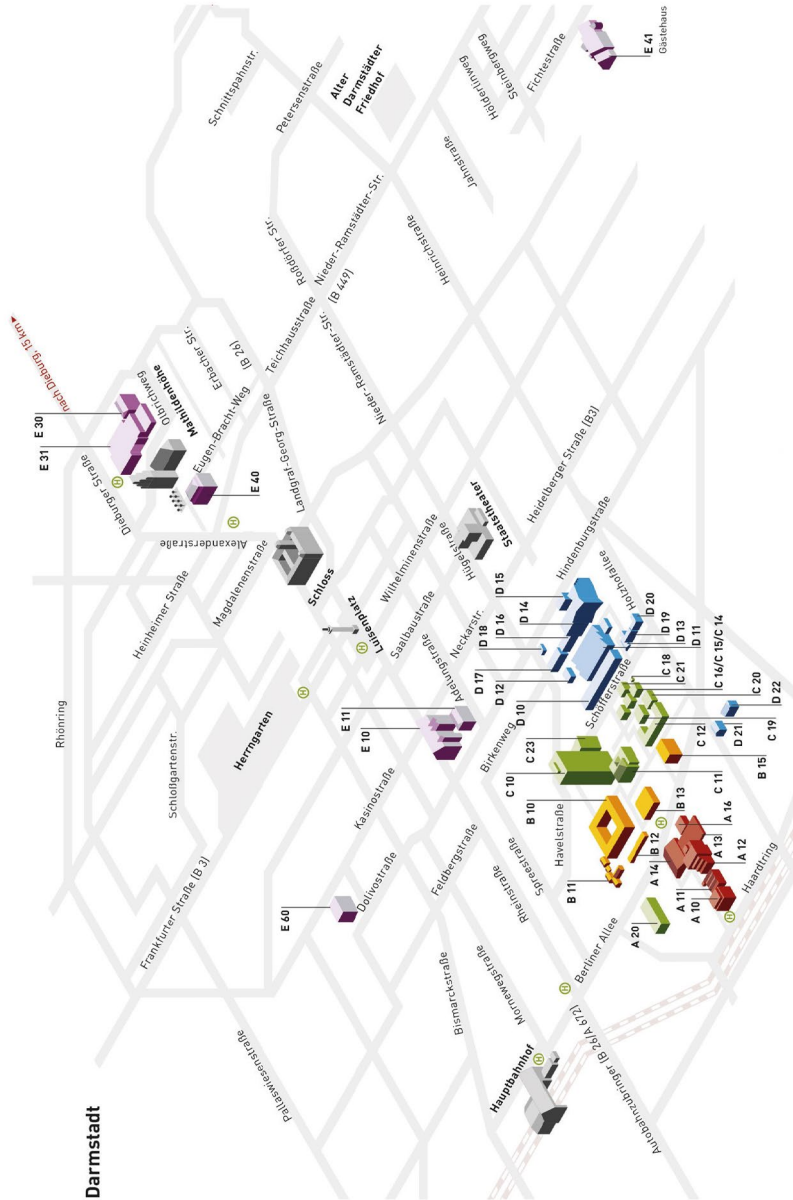 Darmstadt
Rhönring
Frankfurter Straße (B 3)
Pallaswiesenstraße
Schloßgartenstr.
Heinheimer Straße
Herrngarten
Magdalenenstraße
Alexanderstraße
Dieburger Straße
nach Dieburg, 15 km
E 31
E 30
Olbrichweg
Mathildenhöhe
Eugen-Bracht-Weg
E 40
Erbacher Str.
(B 26)
Landgraf-Georg-Straße
Teichhausstraße
Schnittspahnstr.
Petersenstraße
Alter
Darmstädter
Friedhof
Roßdörfer Str.
Nieder-Ramstädter-Str.
Nieder-Ramstädter-Str. (B 449)
Heinrichstraße
Jahnstraße
Hölderlinweg
Steinbergweg
Fichtestraße
E 41
Gästehaus
Schloss
Luisenplatz
Wilhelminenstraße
Saalbaustraße
Hügelstraße
Staatstheater
Heidelberger Straße (B3)
Adelungstraße
Neckarstr.
E 11
E 10
Kasinostraße
Dolivostraße
E 60
Feldbergstraße
Bismarckstraße
Mornewegstraße
Rheinstraße
Spreestraße
Havelstraße
Birkenweg
Hauptbahnhof
Autobahnzubringer (B 26/A 672)
Berliner Allee
Haardtring
Schöfferstraße
Holzhofallee
Hindenburgstraße
D 15
D 14
D 16
D 18
D 17
D 12
D 10
D 20
D 19
D 13
D 11
C 16/C 15/C 14
C 18
C 21
C 20
D 22
C 12
D 21
C 19
C 23
C 10
C 11
B 15
B 10
B 13
B 12
B 11
A 16
A 14
A 13
A 12
A 11
A 10
A 20
H
H
H
H
H
H
H
H